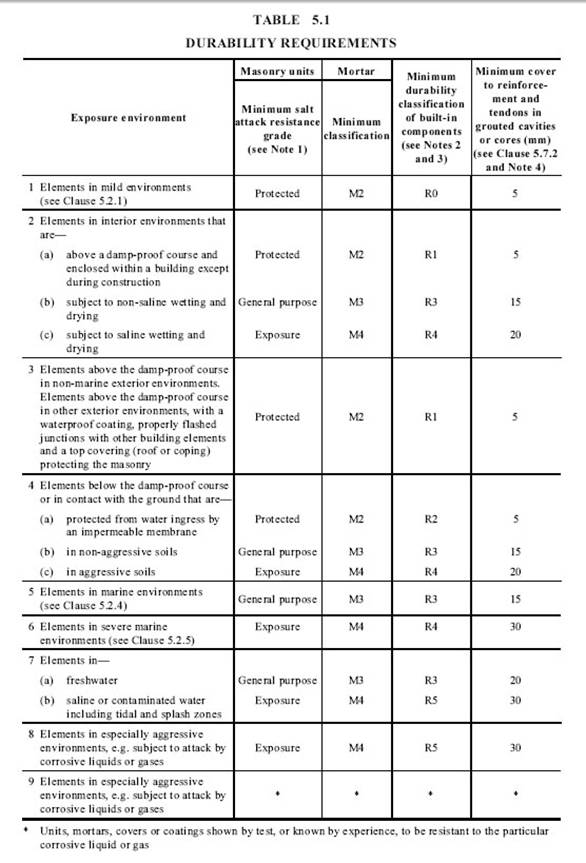 TABLE 5.1
DURABILITY REQUIREMENTS
Exposure environment
Masonry units
Minimum salt
attack resistance
grade
(see Note 1)
Mortar
Minimum
classification
Minimum
durability
classification
of built-in
components
(see Notes 2
and 3)
Minimum cover
to reinforce-
ment and
tendons in
grouted cavities
or cores (mm)
(see Clause 5.7.2
and Note 4)
1 Elements in mild environments
(see Clause 5.2.1) Protected M2 R0 5
2 Elements in interior environments that
are—
(a) above a damp-proof course and Protected M2 R1 5
enclosed within a building except
during construction
(b) subject to non-saline wetting and General purpose M3 R3 15
drying
(c) subject to saline wetting and Exposure M4 R4 20
drying
3 Elements above the damp-proof course
in non-marine exterior environments.
Elements above the damp-proof course
in other exterior environments, with a
waterproof coating, properly flashed Protected M2 R1 5
junctions with other building elements
and a top covering (roof or coping)
protecting the masonry
4 Elements below the damp-proof course
or in contact with the ground that are—
(a) protected from water ingress by Protected M2 R2 5
an impermeable membrane
(b) in non-aggressive soils General purpose M3 R3 15
(c) in aggressive soils Exposure M4 R4 20
5 Elements in marine environments
(see Clause 5.2.4) General purpose M3 R3 15
6 Elements in severe marine Exposure M4 R4 30
environments (see Clause 5.2.5)
7 Elements in—
(a) freshwater General purpose M3 R3 20
(b) saline or contaminated water Exposure M4 R5 30
including tidal and splash zones
8 Elements in especially aggressive
environments, e.g. subject to attack by Exposure M4 R5 30
corrosive liquids or gases
9 Elements in especially aggressive
environments, e.g. subject to attack by * * * *
corrosive liquids or gases
* Units, mortars, covers or coatings shown by test, or known by experience, to be resistant to the particular
corrosive liquid or gas